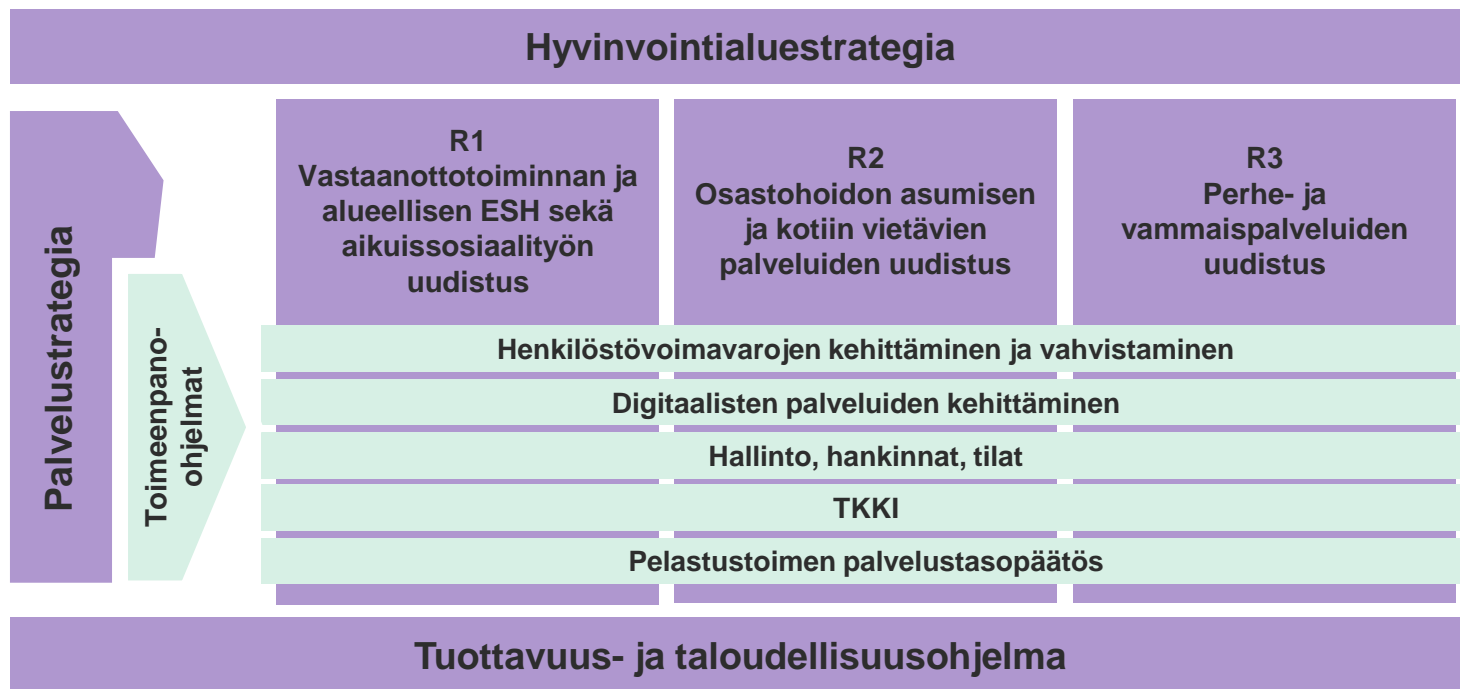 Hyvinvointialuestrategia
Palvelustrategia
Toimeenpano-
ohjelmat
R1
Vastaanottotoiminnan ja
alueellisen ESH sekä
aikuissosiaalityön
uudistus
R2
Osastohoidon asumisen
ja kotiin vietävien
palveluiden uudistus
R3
Perhe- ja
vammaispalveluiden
uudistus
Henkilöstövoimavarojen kehittäminen ja vahvistaminen
Digitaalisten palveluiden kehittäminen
Hallinto, hankinnat, tilat
TKKI
Pelastustoimen palvelustasopäätös
Tuottavuus- ja taloudellisuusohjelma